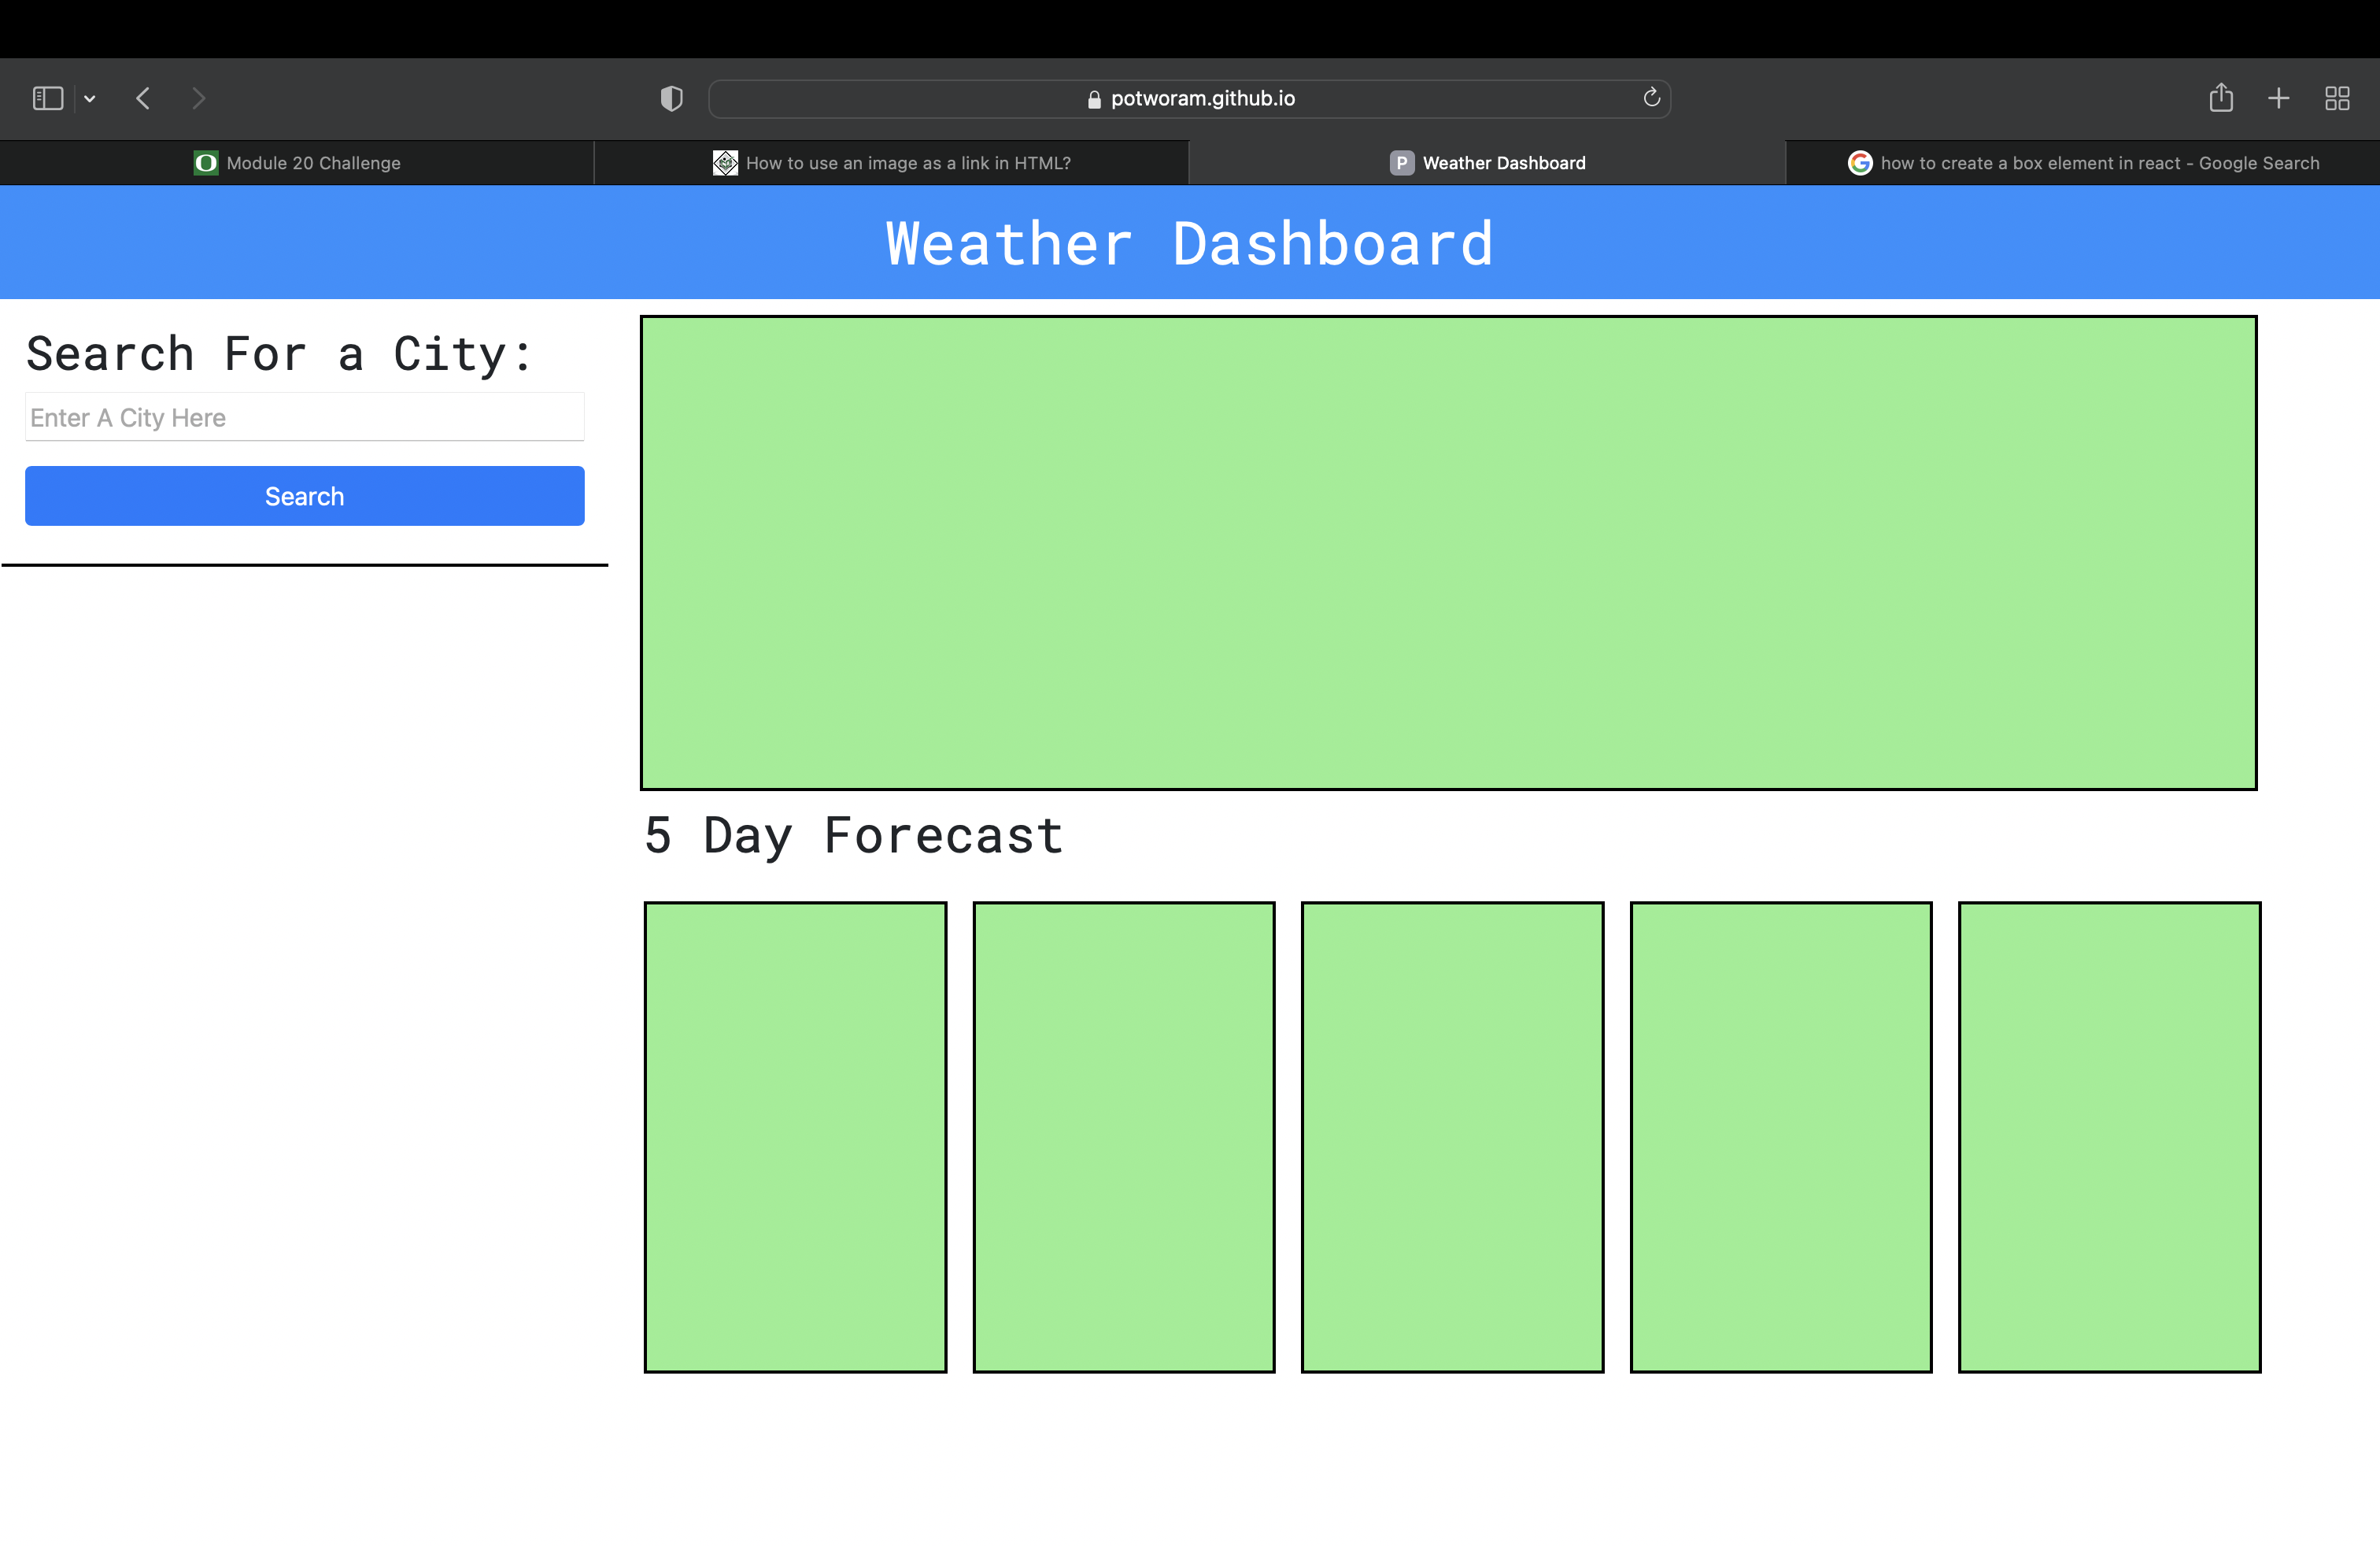 potworam.github.io
Module 20 Challenge
How to use an image as a link in HTML?
P Weather Dashboard
G how to create a box element in react - Google Search
Weather Dashboard
Search For a City:
Enter A City Here
Search
5 Day Forecast